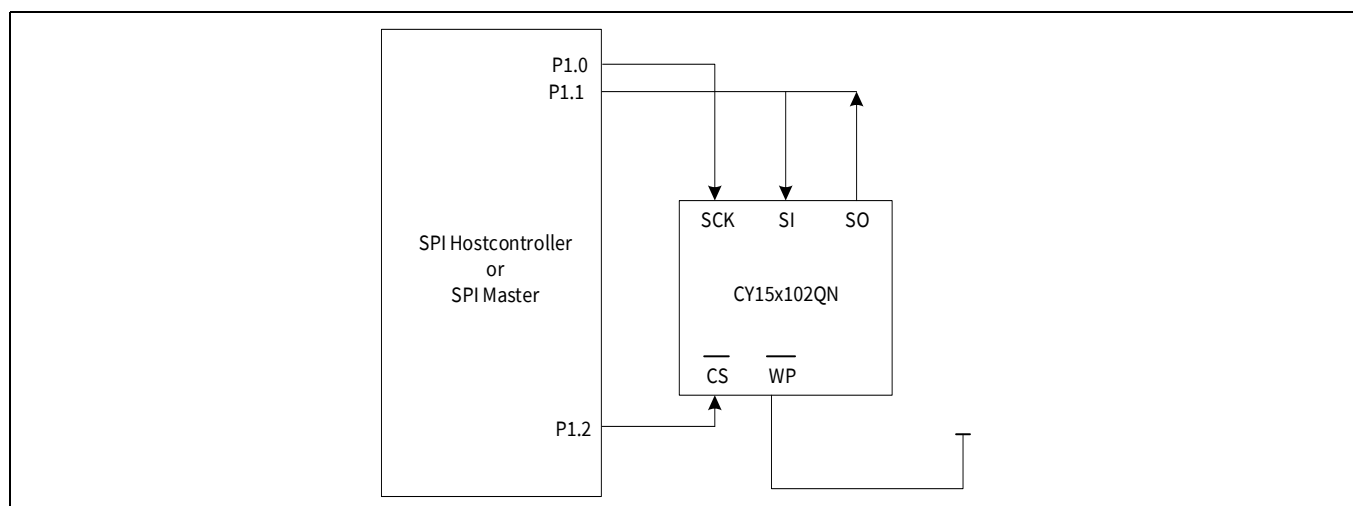 P1.0
P1.1
SCK SI SO
SPI Hostcontroller
or
SPI Master
CY15x102QN
CS WP
P1.2